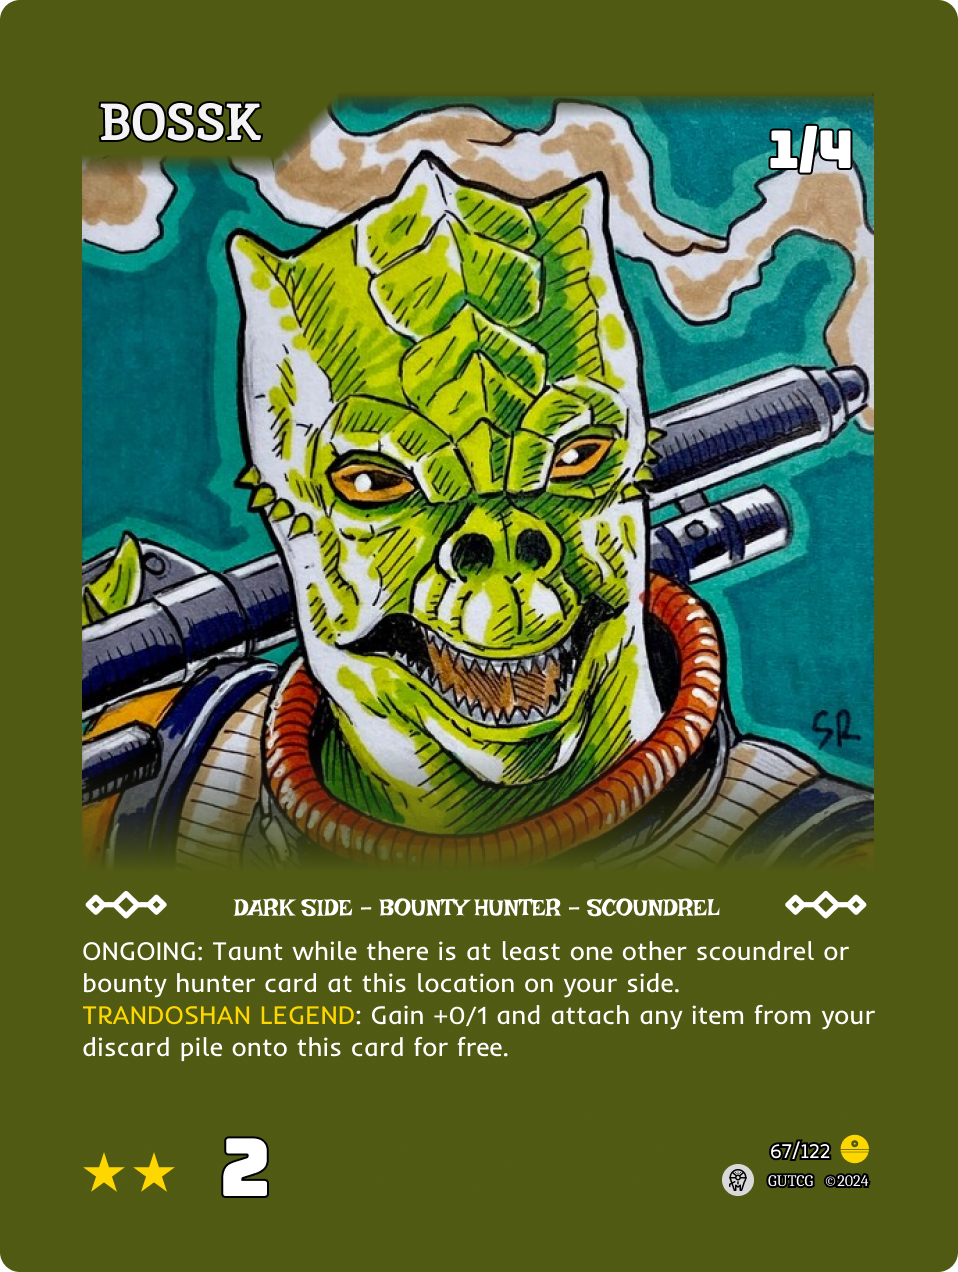 BOSSK
1/4
SR
DARK SIDE - BOUNTY HUNTER - SCOUNDREL
ONGOING: Taunt while there is at least one other scoundrel or
bounty hunter card at this location on your side.
TRANDOSHAN LEGEND: Gain +0/1 and attach any item from your
discard pile onto this card for free.
2
67/122
GUTCG ©2024